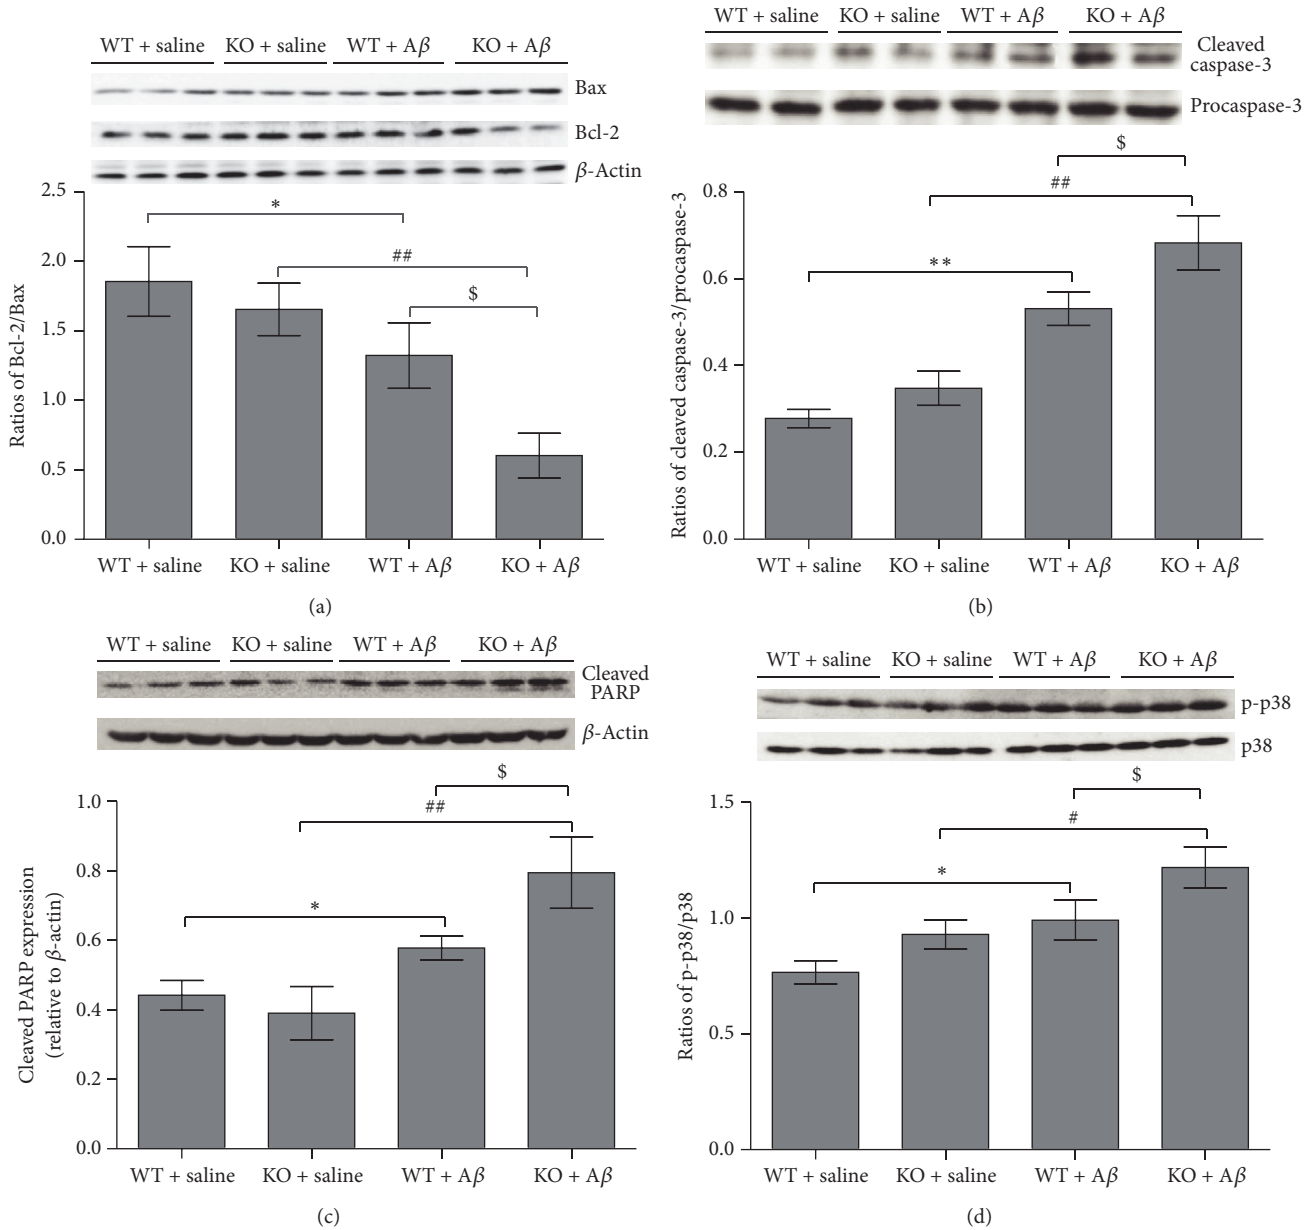 WT + saline KO + saline WT + Aβ KO + Aβ
Bax
Bcl-2
β-Actin
Ratios of Bcl-2/Bax
2.5
2.0
1.5
1.0
0.5
0.0
*
##
$
WT + saline KO + saline WT + Aβ KO + Aβ
(a)
WT + saline KO + saline WT + Aβ KO + Aβ
Cleaved
caspase-3
Procaspase-3
Ratios of cleaved caspase-3/procaspase-3
0.8
0.6
0.4
0.2
0.0
$
##
**
WT + saline KO + saline WT + Aβ KO + Aβ
(b)
WT + saline KO + saline WT + Aβ KO + Aβ
Cleaved
PARP
β-Actin
Cleaved PARP expression
(relative to β-actin)
1.0
0.8
0.6
0.4
0.2
0.0
$
##
*
WT + saline KO + saline WT + Aβ KO + Aβ
(c)
WT + saline KO + saline WT + Aβ KO + Aβ
p-p38
p38
Ratios of p-p38/p38
1.5
1.0
0.5
0.0
$
#
*
WT + saline KO + saline WT + Aβ KO + Aβ
(d)